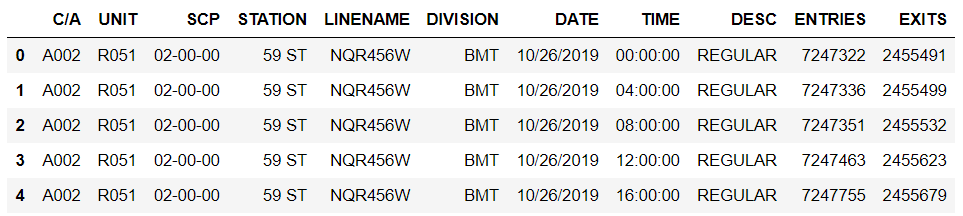 C/A UNIT SCP STATION LINENAME DIVISION DATE TIME DESC ENTRIES EXITS
0 A002 R051 02-00-00 59 ST NQR456W BMT 10/26/2019 00:00:00 REGULAR 7247322 2455491
1 A002 R051 02-00-00 59 ST NQR456W BMT 10/26/2019 04:00:00 REGULAR 7247336 2455499
2 A002 R051 02-00-00 59 ST NQR456W BMT 10/26/2019 08:00:00 REGULAR 7247351 2455532
3 A002 R051 02-00-00 59 ST NQR456W BMT 10/26/2019 12:00:00 REGULAR 7247463 2455623
4 A002 R051 02-00-00 59 ST NQR456W BMT 10/26/2019 16:00:00 REGULAR 7247755 2455679